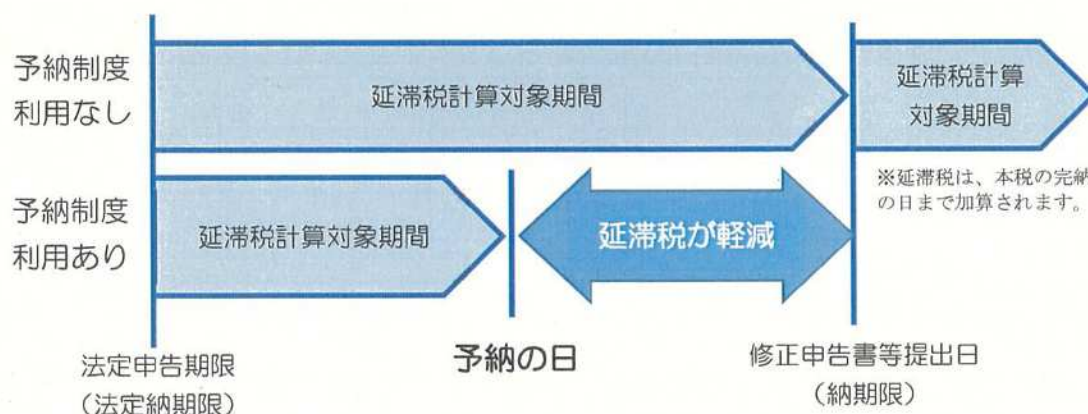 予納制度
利用なし
延滞税計算対象期間
延滞税計算
対象期間
※延滞税は、本税の完納
の日まで加算されます。
予納制度
利用あり
延滞税計算対象期間
延滞税が軽減
法定申告期限
（法定納期限）
予納の日
修正申告書等提出日
（納期限）